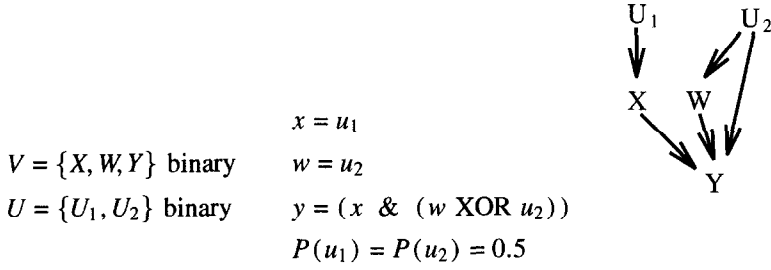 U₁ U₂
X W
Y
x = u₁
V = {X, W, Y} binary w = u₂
U = {U₁, U₂} binary y = (x & (w XOR u₂))
P(u₁) = P(u₂) = 0.5